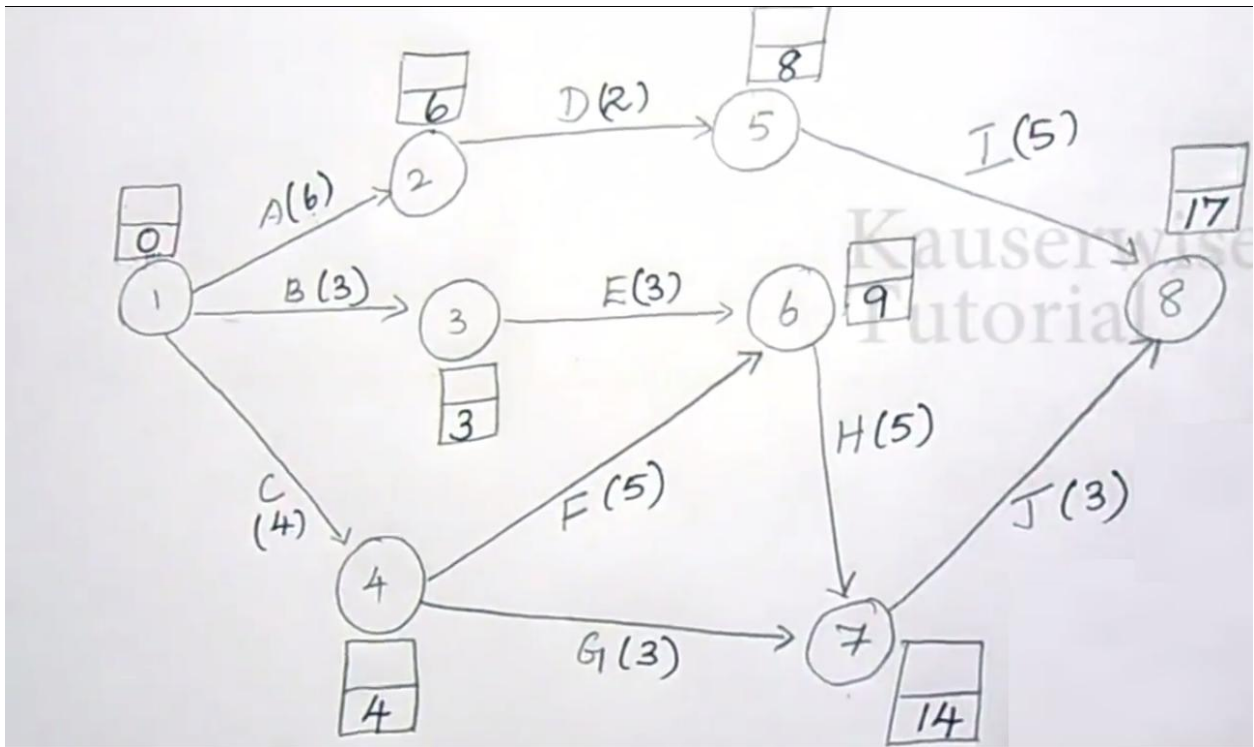 8
6
D(2)
5
I(5)
2
17
A(6)
0
Kauserwise
Tutorial
1
B(3)
3
E(3)
6
9
8
3
H(5)
C
(4)
F(5)
J(3)
4
7
G(3)
4
14